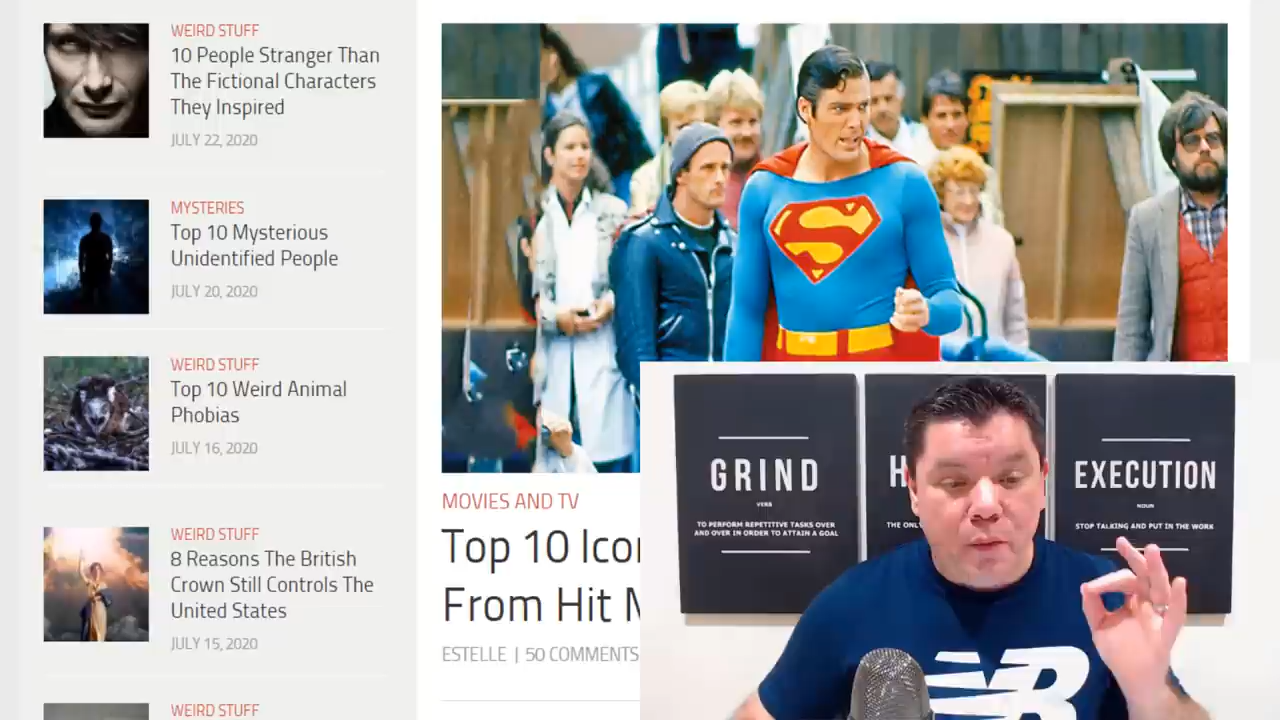 WEIRD STUFF
10 People Stranger Than
The Fictional Characters
They Inspired
JULY 22, 2020
MYSTERIES
Top 10 Mysterious
Unidentified People
JULY 20, 2020
WEIRD STUFF
Top 10 Weird Animal
Phobias
JULY 16, 2020
WEIRD STUFF
8 Reasons The British
Crown Still Controls The
United States
JULY 15, 2020
WEIRD STUFF
S
MOVIES AND TV
Top 10
From Hit
ESTELLE | 50 COMMENTS
GRIND
VERB
TO PERFORM REPETITIVE TASKS OVER
AND OVER IN ORDER TO ATTAIN A GOAL
THE ONLY
EXECUTION
NOUN
STOP TALKING AND PUT IN THE WORK
NB